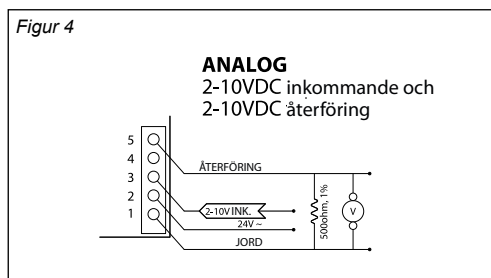 Figur 4
ANALOG
2-10VDC inkommande och
2-10VDC återföring
5
4
3
2
1
ÅTERFÖRING
2-10V INK.
24V ~
JORD
500ohm, 1%
V